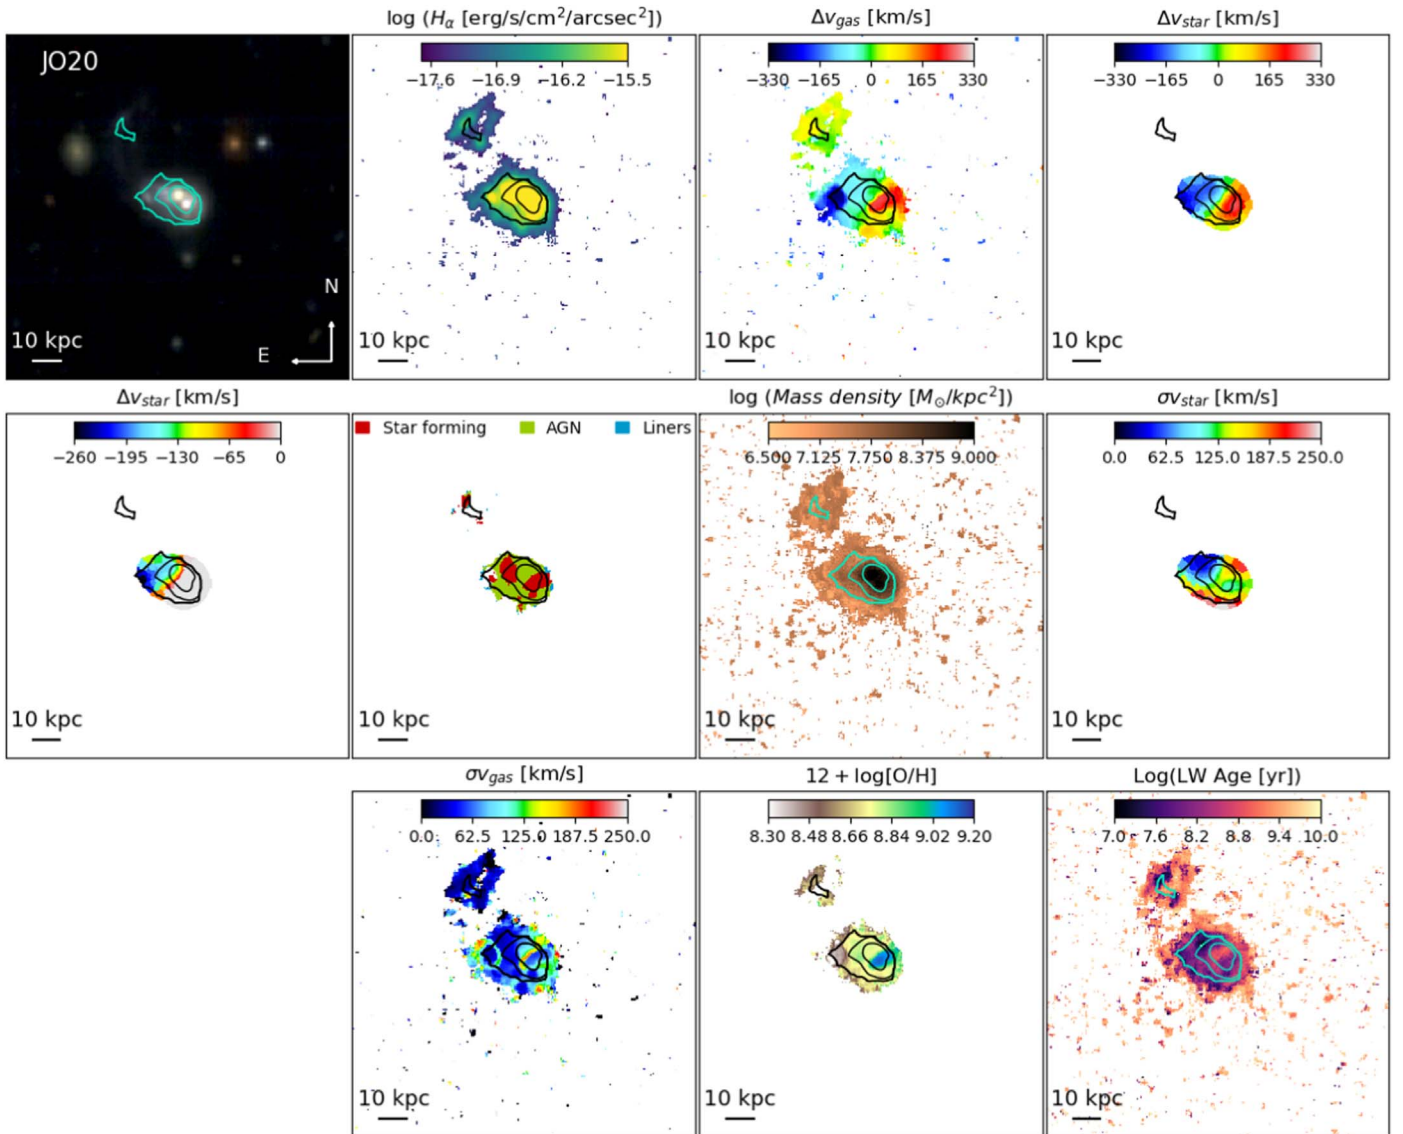 log (Hα [erg/s/cm²/arcsec²])
Δv_gas [km/s]
Δv_star [km/s]
JO20
−17.6 −16.9 −16.2 −15.5
−330 −165 0 165 330
−330 −165 0 165 330
N
E
10 kpc
10 kpc
10 kpc
10 kpc
Δv_star [km/s]
log (Mass density [M⊙/kpc²])
σv_star [km/s]
−260 −195 −130 −65 0
Star forming AGN Liners
6.500 7.125 7.750 8.375 9.000
0.0 62.5 125.0 187.5 250.0
10 kpc
10 kpc
10 kpc
10 kpc
σv_gas [km/s]
12 + log[O/H]
Log(LW Age [yr])
0.0 62.5 125.0 187.5 250.0
8.30 8.48 8.66 8.84 9.02 9.20
7.0 7.6 8.2 8.8 9.4 10.0
10 kpc
10 kpc
10 kpc